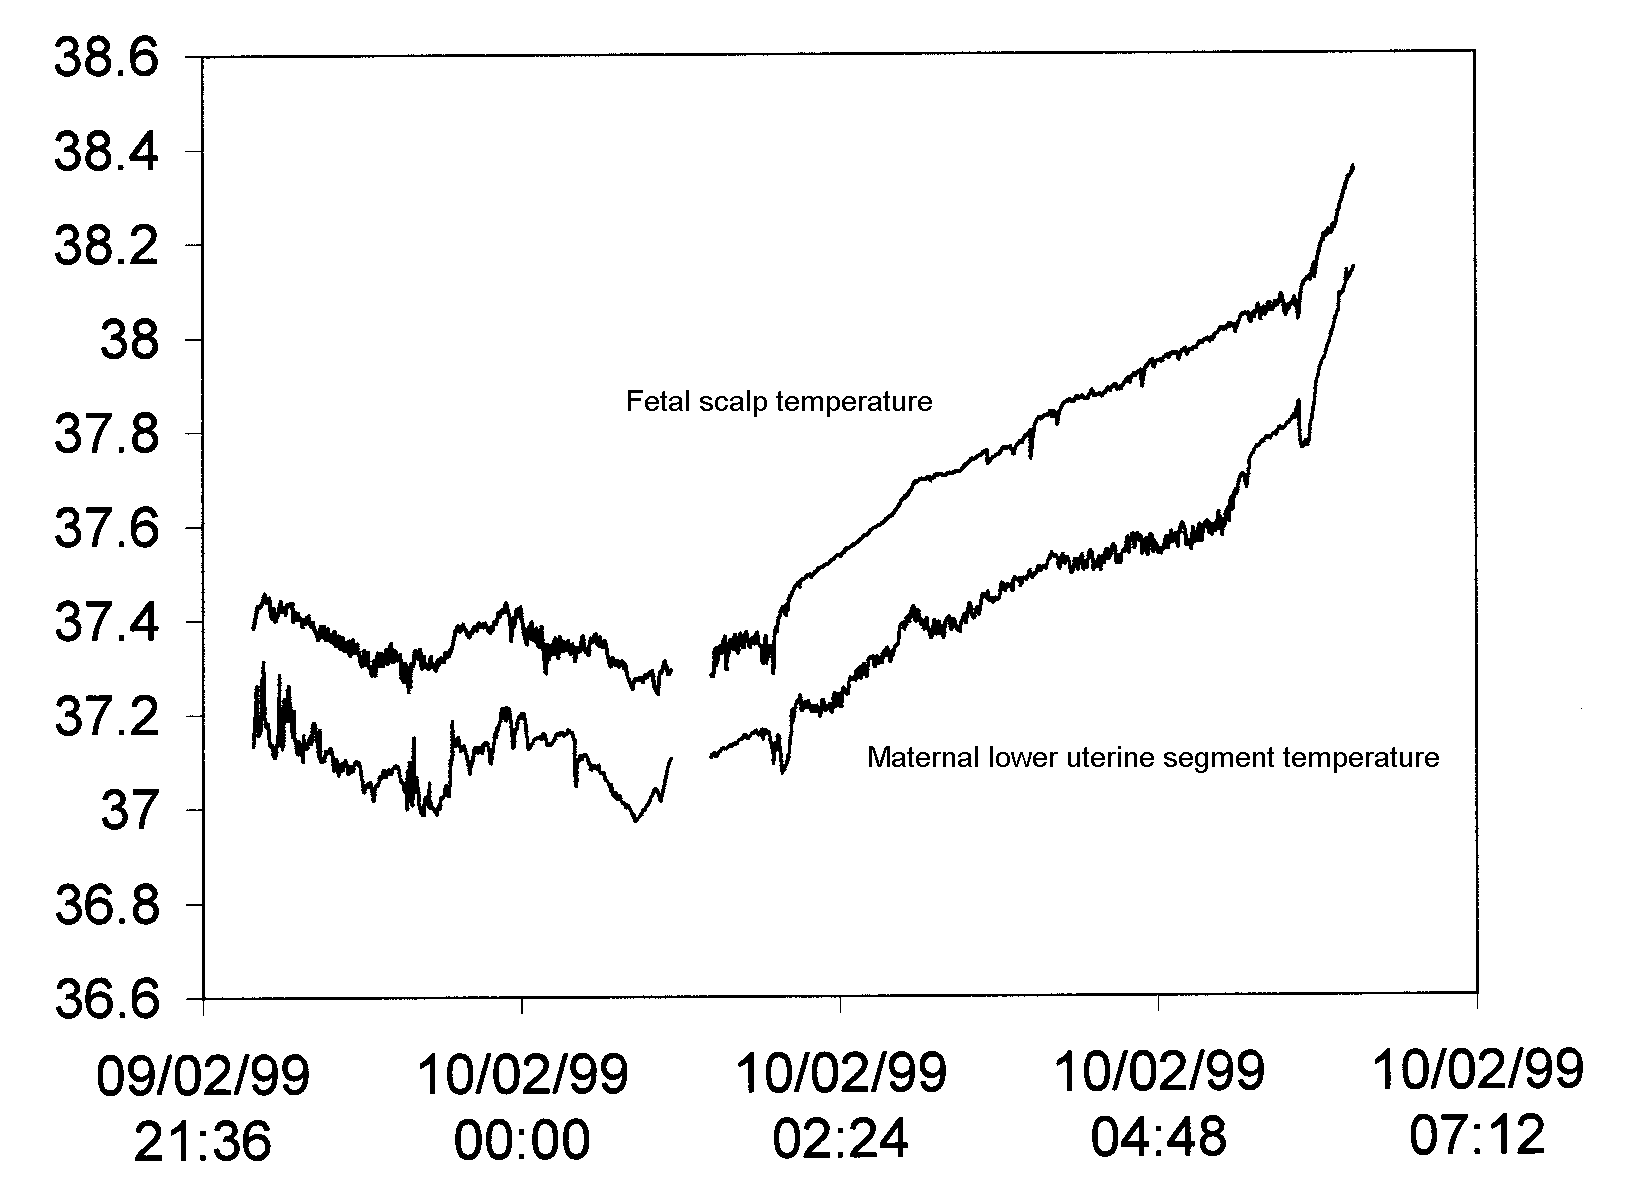 38.6
38.4
38.2
38
37.8
37.6
37.4
37.2
37
36.8
36.6
Fetal scalp temperature
Maternal lower uterine segment temperature
09/02/99 10/02/99 10/02/99 10/02/99 10/02/99
21:36 00:00 02:24 04:48 07:12